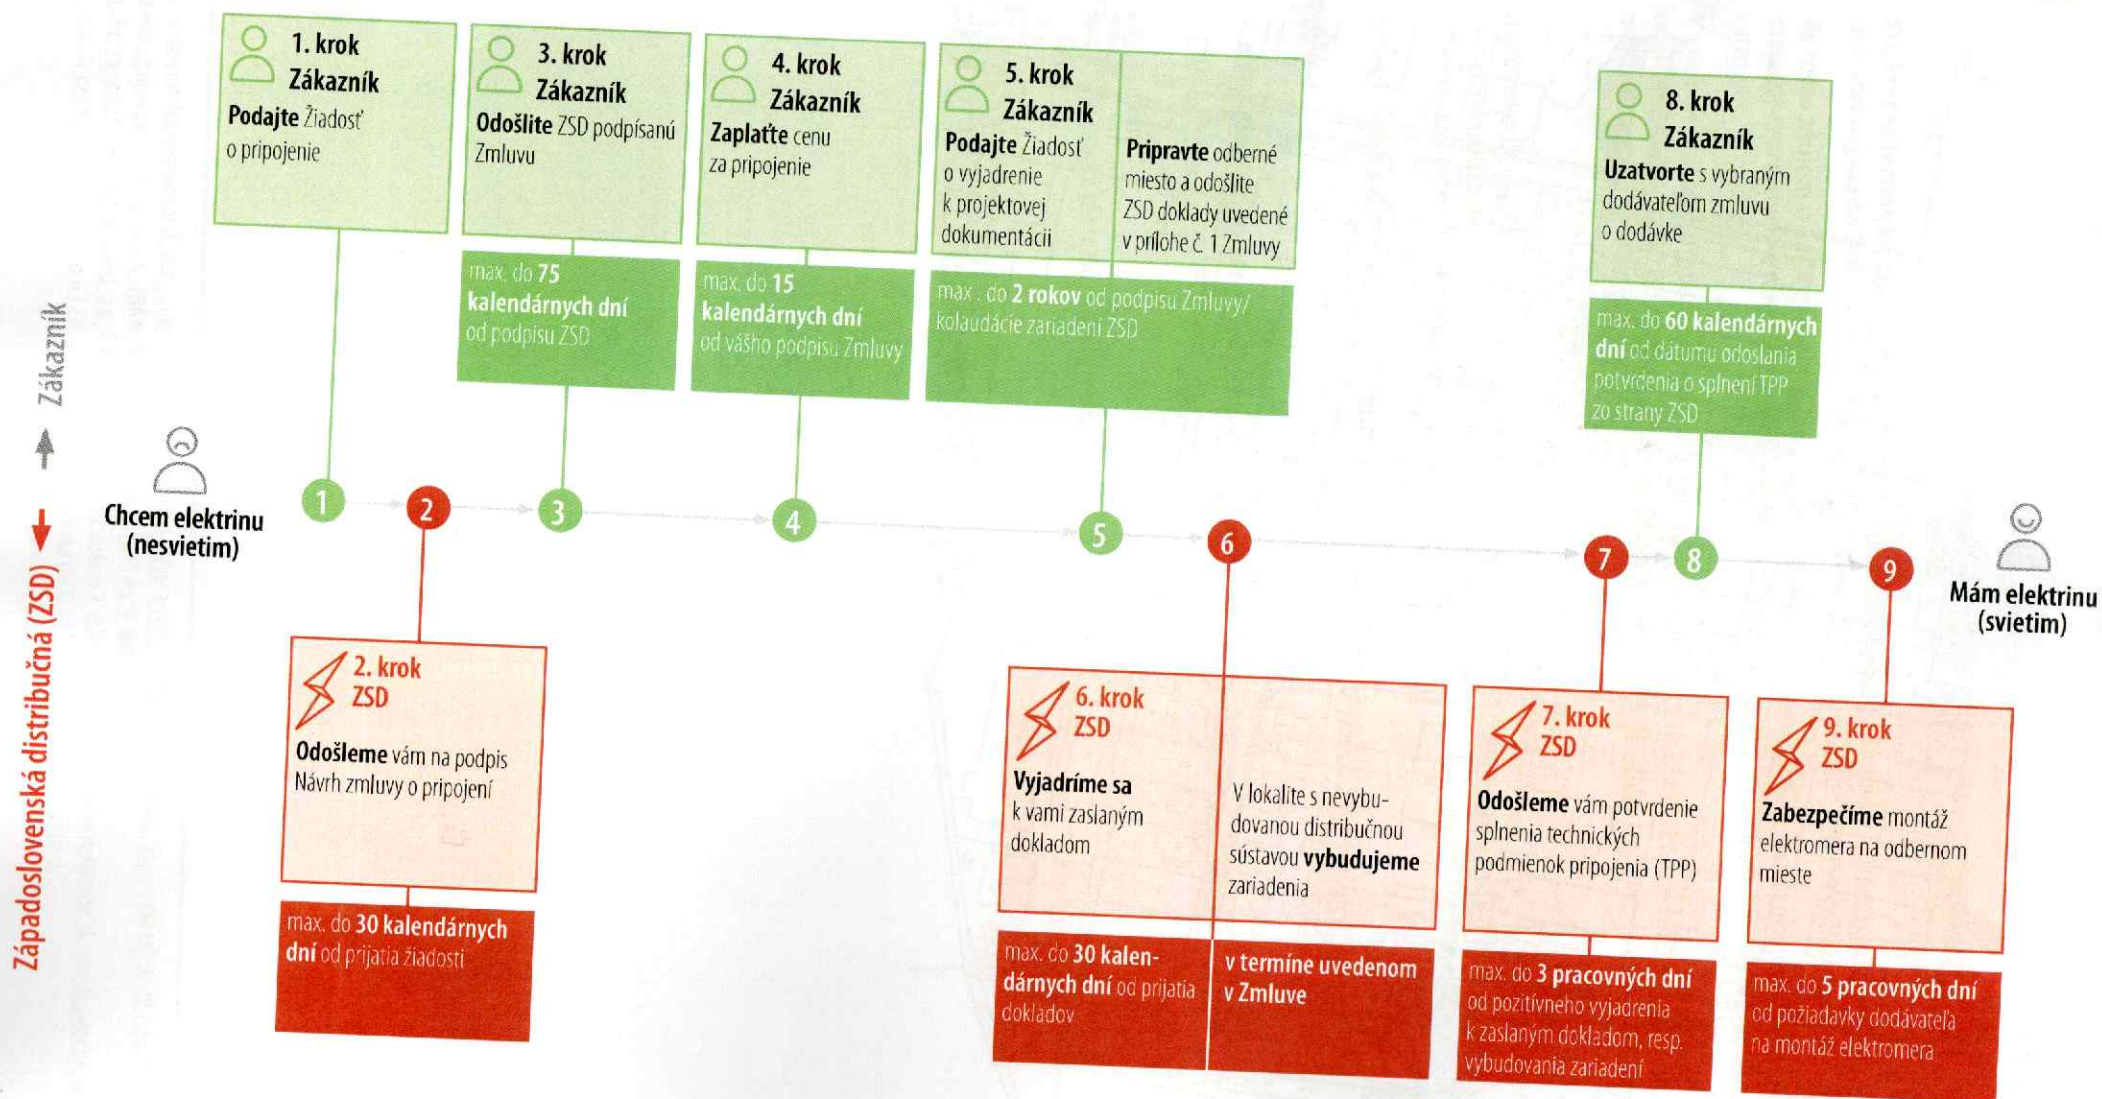 1. krok
Zákazník
Podajte Žiadosť
o pripojenie
3. krok
Zákazník
Odošlite ZSD podpísanú
Zmluvu
max. do 75
kalendárnych dní
od podpisu ZSD
4. krok
Zákazník
Zaplaťte cenu
za pripojenie
max. do 15
kalendárnych dní
od vášho podpisu Zmluvy
5. krok
Zákazník
Podajte Žiadosť
o vyjadrenie
k projektovej
dokumentácii
Pripravte odberné
miesto a odošlite
ZSD doklady uvedené
v prílohe č. 1 Zmluvy
max . do 2 rokov od podpisu Zmluvy/
kolaudácie zariadení ZSD
8. krok
Zákazník
Uzatvorte s vybraným
dodávateľom zmluvu
o dodávke
max. do 60 kalendárnych
dní od dátumu odoslania
potvrdenia o splnení TPP
zo strany ZSD
Západoslovenská distribučná (ZSD)
Zákazník
Chcem elektrinu
(nesvietim)
1
2
3
4
5
6
7
8
9
Mám elektrinu
(svietim)
2. krok
ZSD
Odošleme vám na podpis
Návrh zmluvy o pripojení
max. do 30 kalendárnych
dní od prijatia žiadosti
6. krok
ZSD
Vyjadríme sa
k vami zaslaným
dokladom
V lokalite s nevybu-
dovanou distribučnou
sústavou vybudujeme
zariadenia
max. do 30 kalen-
dárnych dní od prijatia
dokladov
v termíne uvedenom
v Zmluve
7. krok
ZSD
Odošleme vám potvrdenie
splnenia technických
podmienok pripojenia (TPP)
max. do 3 pracovných dní
od pozitívneho vyjadrenia
k zaslaným dokladom, resp.
vybudovania zariadení
9. krok
ZSD
Zabezpečíme montáž
elektromera na odbernom
mieste
max. do 5 pracovných dní
od požiadavky dodávateľa
na montáž elektromera